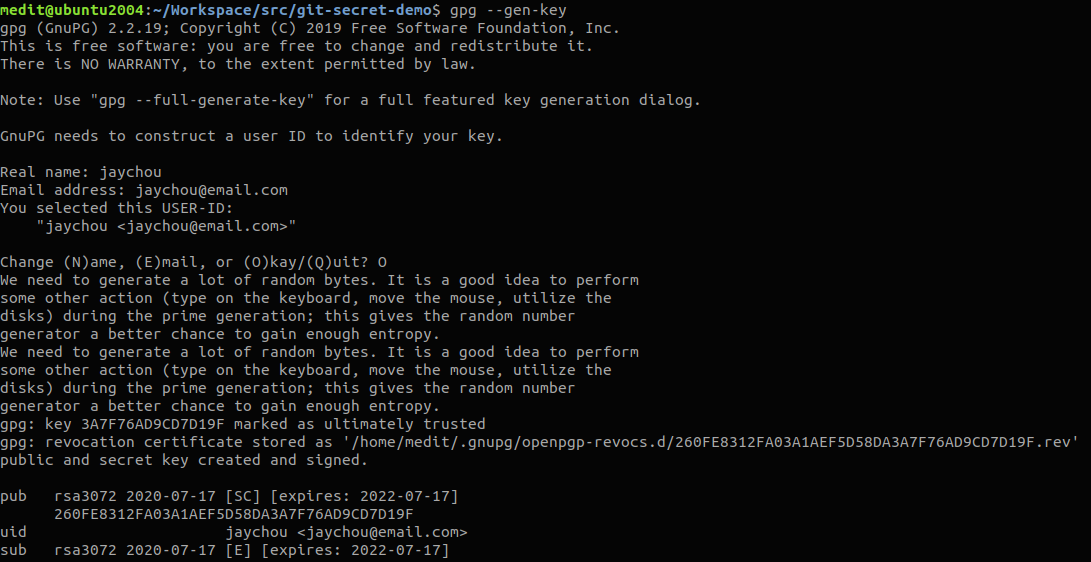 medit@ubuntu2004:~/Workspace/src/git-secret-demo$ gpg --gen-key
gpg (GnuPG) 2.2.19; Copyright (C) 2019 Free Software Foundation, Inc.
This is free software: you are free to change and redistribute it.
There is NO WARRANTY, to the extent permitted by law.

Note: Use "gpg --full-generate-key" for a full featured key generation dialog.

GnuPG needs to construct a user ID to identify your key.

Real name: jaychou
Email address: jaychou@email.com
You selected this USER-ID:
    "jaychou <jaychou@email.com>"

Change (N)ame, (E)mail, or (O)kay/(Q)uit? O
We need to generate a lot of random bytes. It is a good idea to perform
some other action (type on the keyboard, move the mouse, utilize the
disks) during the prime generation; this gives the random number
generator a better chance to gain enough entropy.
We need to generate a lot of random bytes. It is a good idea to perform
some other action (type on the keyboard, move the mouse, utilize the
disks) during the prime generation; this gives the random number
generator a better chance to gain enough entropy.
gpg: key 3A7F76AD9CD7D19F marked as ultimately trusted
gpg: revocation certificate stored as '/home/medit/.gnupg/openpgp-revocs.d/260FE8312FA03A1AEF5D58DA3A7F76AD9CD7D19F.rev'
public and secret key created and signed.

pub   rsa3072 2020-07-17 [SC] [expires: 2022-07-17]
      260FE8312FA03A1AEF5D58DA3A7F76AD9CD7D19F
uid                      jaychou <jaychou@email.com>
sub   rsa3072 2020-07-17 [E] [expires: 2022-07-17]